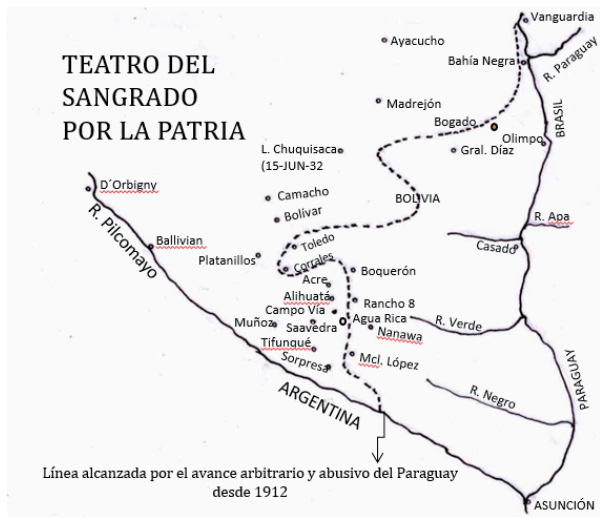 TEATRO DEL
SANGRADO
POR LA PATRIA
Vanguardia
Ayacucho
Bahía Negra
R. Paraguay
Madrejón
Bogado
BRASIL
Olimpo
L. Chuquisaca
(15-JUN-32
Gral. Díaz
D´Orbigny
Camacho
BOLIVIA
Bolívar
R. Apa
R. Pilcomayo
Ballivian
Toledo
Casado
Platanillos
Corrales
Boquerón
Acre
Alihuatá
Rancho 8
Campo Vía
Agua Rica
R. Verde
Muñoz
Saavedra
Nanawa
Tifunqué
Sorpresa
Mcl. López
PARAGUAY
ARGENTINA
R. Negro
Línea alcanzada por el avance arbitrario y abusivo del Paraguay
desde 1912
ASUNCIÓN